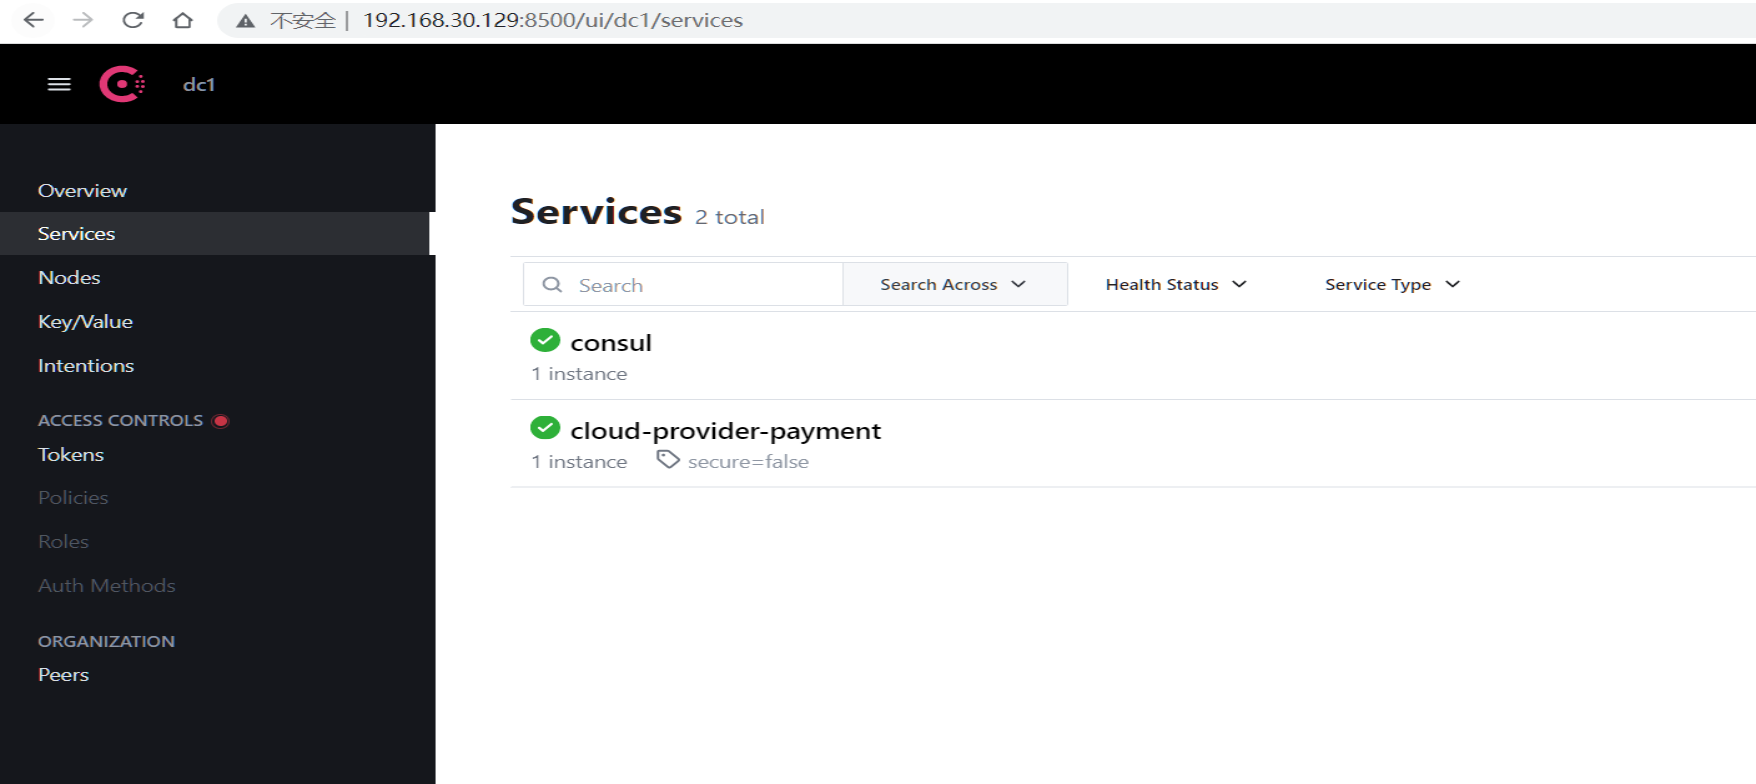 不安全 | 192.168.30.129:8500/ui/dc1/services
dc1
Overview
Services
Nodes
Key/Value
Intentions
ACCESS CONTROLS
Tokens
Policies
Roles
Auth Methods
ORGANIZATION
Peers
Services 2 total
Search Search Across Health Status Service Type
consul
1 instance
cloud-provider-payment
1 instance secure=false